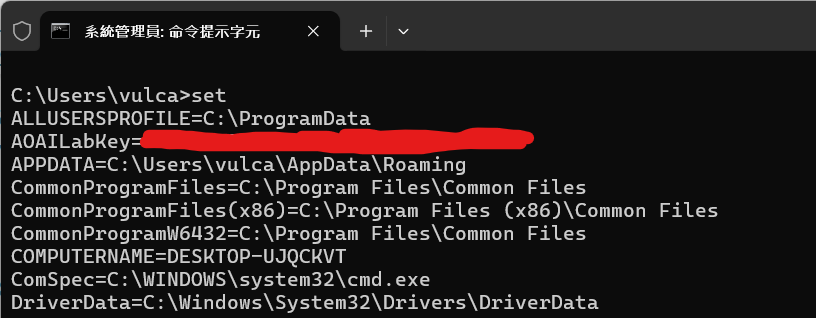 系統管理員: 命令提示字元
C:\Users\vulca>set
ALLUSERSPROFILE=C:\ProgramData
AOAILabKey=
APPDATA=C:\Users\vulca\AppData\Roaming
CommonProgramFiles=C:\Program Files\Common Files
CommonProgramFiles(x86)=C:\Program Files (x86)\Common Files
CommonProgramW6432=C:\Program Files\Common Files
COMPUTERNAME=DESKTOP-UJQCKVT
ComSpec=C:\WINDOWS\system32\cmd.exe
DriverData=C:\Windows\System32\Drivers\DriverData